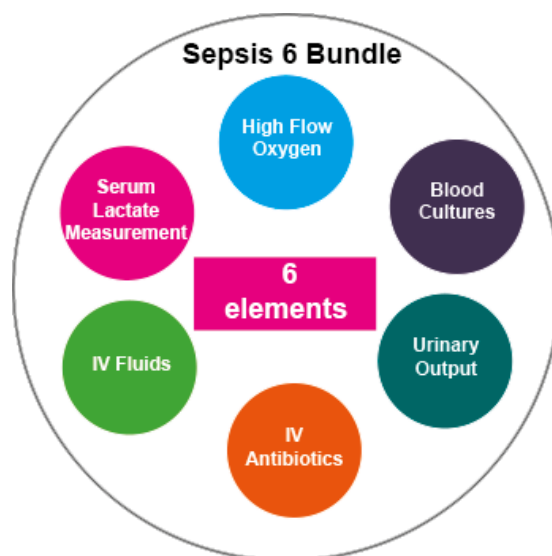 Sepsis 6 Bundle
High Flow
Oxygen
Serum
Lactate
Measurement
Blood
Cultures
6
elements
IV Fluids
Urinary
Output
IV
Antibiotics